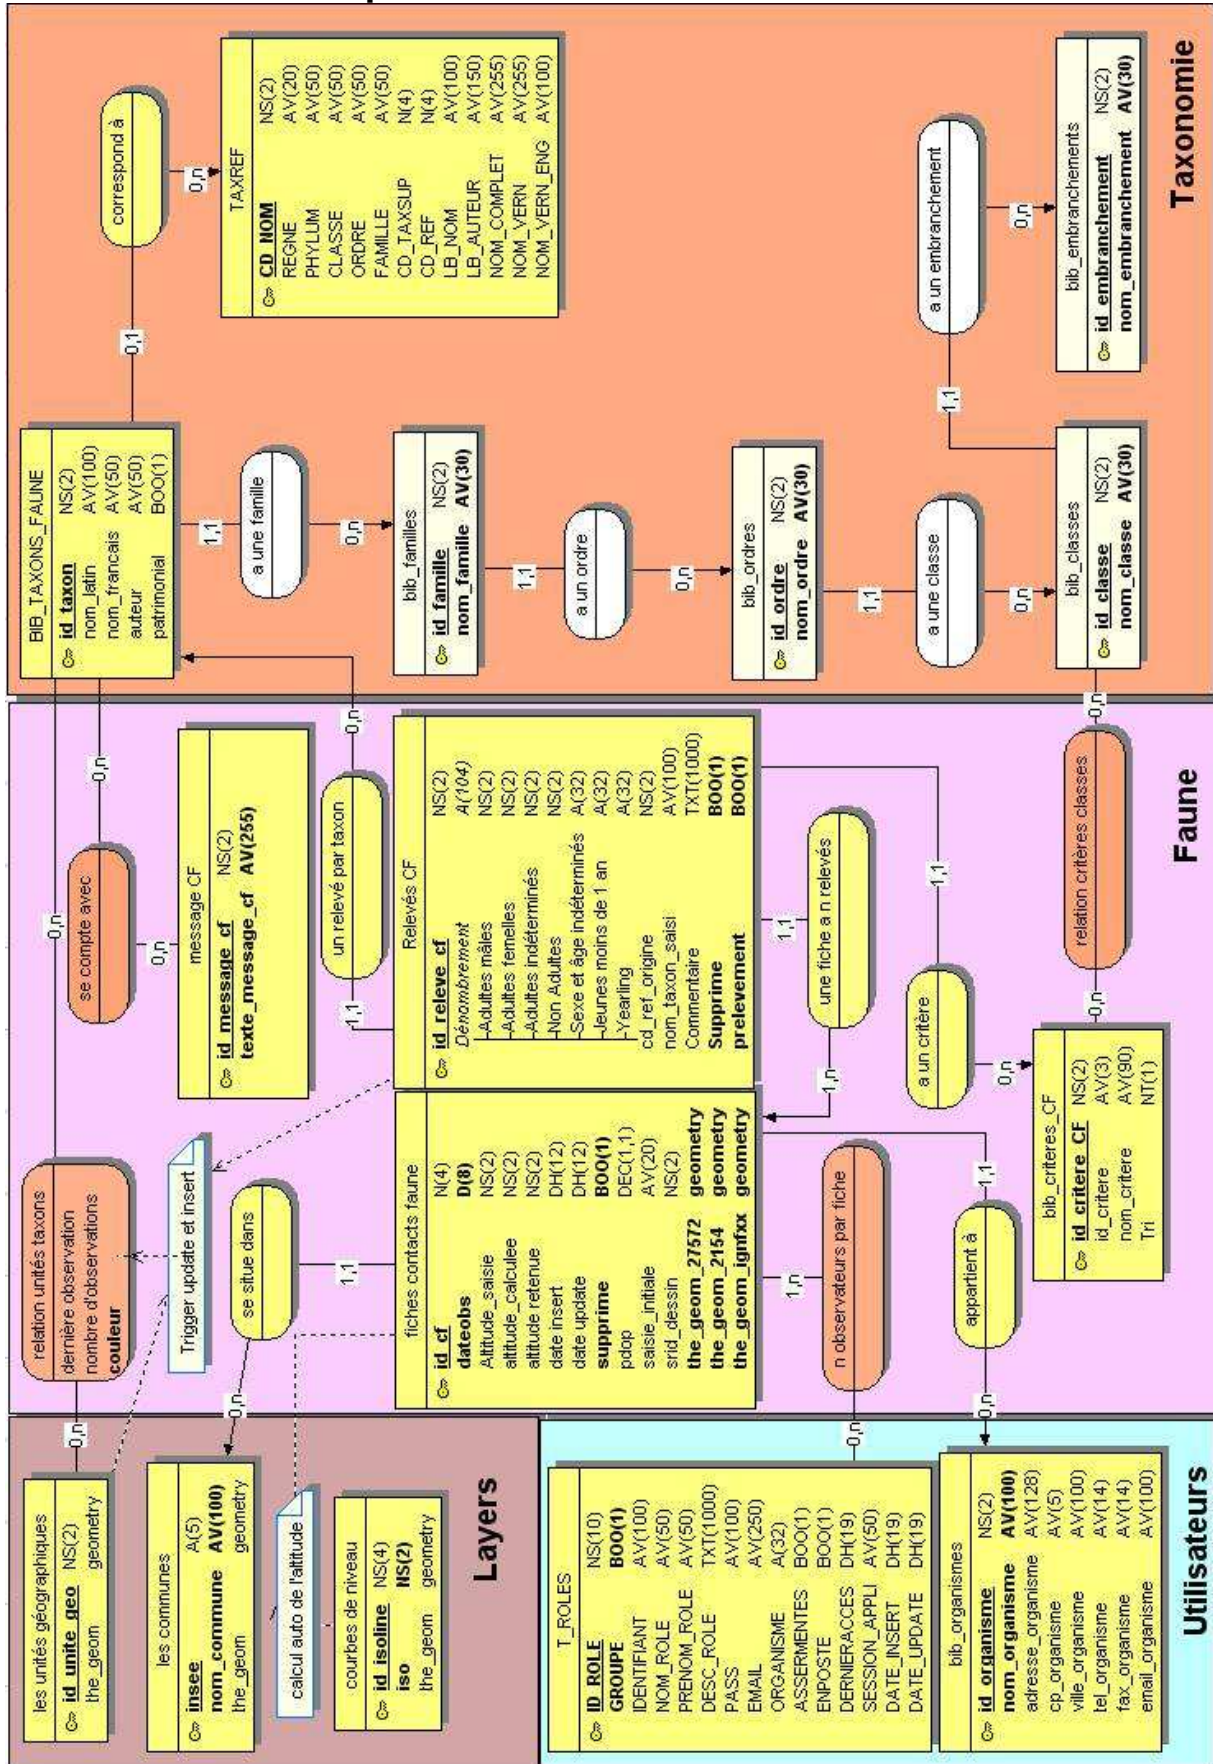 les unités géographiques
id_unite_geo NS(2)
the_geom geometry
0,n
relation unités taxons
dernière observation
nombre d'observations
couleur
0,n
BIB_TAXONS_FAUNE
id_taxon NS(2)
nom_latin AV(100)
nom_francais AV(50)
auteur AV(50)
patrimonial BOO(1)
0,1
correspond à
0,n
TAXREF
CD_NOM NS(2)
REGNE AV(20)
PHYLUM AV(50)
CLASSE AV(50)
ORDRE AV(50)
FAMILLE AV(50)
CD_TAXSUP N(4)
CD_REF N(4)
LB_NOM AV(100)
LB_AUTEUR AV(150)
NOM_COMPLET AV(255)
NOM_VERN AV(255)
NOM_VERN_ENG AV(100)
les communes
insee A(5)
nom_commune AV(100)
the_geom geometry
0,n
Trigger update et insert
se situe dans
1,1
se compte avec
0,n
0,n
message CF
id_message_cf NS(2)
texte_message_cf AV(255)
un relevé par taxon
0,n
1,1
1,1
a une famille
0,n
calcul auto de l'altitude
courbes de niveau
id_isoline NS(4)
iso NS(2)
the_geom geometry
Layers
fiches contacts faune
id_cf N(4)
dateobs D(8)
Altitude_saisie NS(2)
altitude_calculee NS(2)
altitude retenue NS(2)
date insert DH(12)
date update DH(12)
supprime BOO(1)
pdop DEC(1,1)
saisie_initiale AV(20)
srid_dessin NS(2)
the_geom_27572 geometry
the_geom_2154 geometry
the_geom_ignfxx geometry
Relevés CF
id_releve_cf NS(2)
Dénombrement A(104)
Adultes mâles NS(2)
Adultes femelles NS(2)
Adultes indéterminés NS(2)
Non Adultes NS(2)
Sexe et âge indéterminés A(32)
Jeunes moins de 1 an A(32)
Yearling A(32)
cd_ref_origine NS(2)
nom_taxon_saisi AV(100)
Commentaire TXT(1000)
Supprime BOO(1)
prelevement BOO(1)
bib_familles
id_famille NS(2)
nom_famille AV(30)
1,1
a un ordre
0,n
bib_ordres
id_ordre NS(2)
nom_ordre AV(30)
1,1
a une classe
0,n
T_ROLES
ID_ROLE NS(10)
GROUPE BOO(1)
IDENTIFIANT AV(100)
NOM_ROLE AV(50)
PRENOM_ROLE AV(50)
DESC_ROLE TXT(1000)
PASS AV(100)
EMAIL AV(250)
ORGANISME A(32)
ASSERMENTES BOO(1)
ENPOSTE BOO(1)
DERNIERACCES DH(19)
SESSION_APPLI AV(50)
DATE_INSERT DH(19)
DATE_UPDATE DH(19)
0,n
n observateurs par fiche
1,n
1,n
une fiche a n relevés
1,1
1,1
a un critère
0,n
appartient à
1,1
0,n
bib_organismes
id_organisme NS(2)
nom_organisme AV(100)
adresse_organisme AV(128)
cp_organisme AV(5)
ville_organisme AV(100)
tel_organisme AV(14)
fax_organisme AV(14)
email_organisme AV(100)
Utilisateurs
bib_criteres_CF
id_critere_CF NS(2)
id_critere AV(3)
nom_critere AV(90)
Tri NT(1)
0,n
relation critères classes
0,n
Faune
bib_classes
id_classe NS(2)
nom_classe AV(30)
1,1
a un embranchement
0,n
bib_embranchements
id_embranchement NS(2)
nom_embranchement AV(30)
Taxonomie